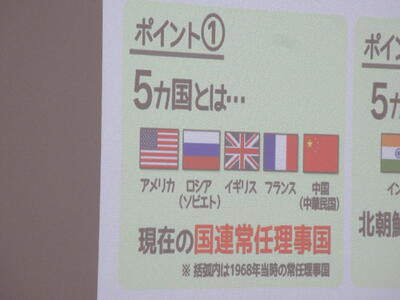 ポイント①
5カ国とは…
アメリカ ロシア イギリス フランス 中国
(ソビエト) (中華民国)
現在の国連常任理事国
※ 括弧内は1968年当時の常任理事国
ポイ
5カ
イン
北朝鮮